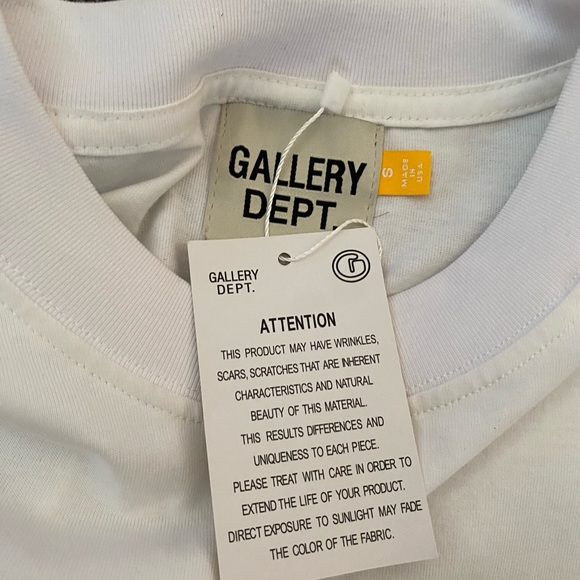 GALLERY
DEPT.
S
MADE
IN
USA
GALLERY
DEPT.
G
ATTENTION
THIS PRODUCT MAY HAVE WRINKLES,
SCARS, SCRATCHES THAT ARE INHERENT
CHARACTERISTICS AND NATURAL
BEAUTY OF THIS MATERIAL.
THIS RESULTS DIFFERENCES AND
UNIQUENESS TO EACH PIECE.
PLEASE TREAT WITH CARE IN ORDER TO
EXTEND THE LIFE OF YOUR PRODUCT.
DIRECT EXPOSURE TO SUNLIGHT MAY FADE
THE COLOR OF THE FABRIC.